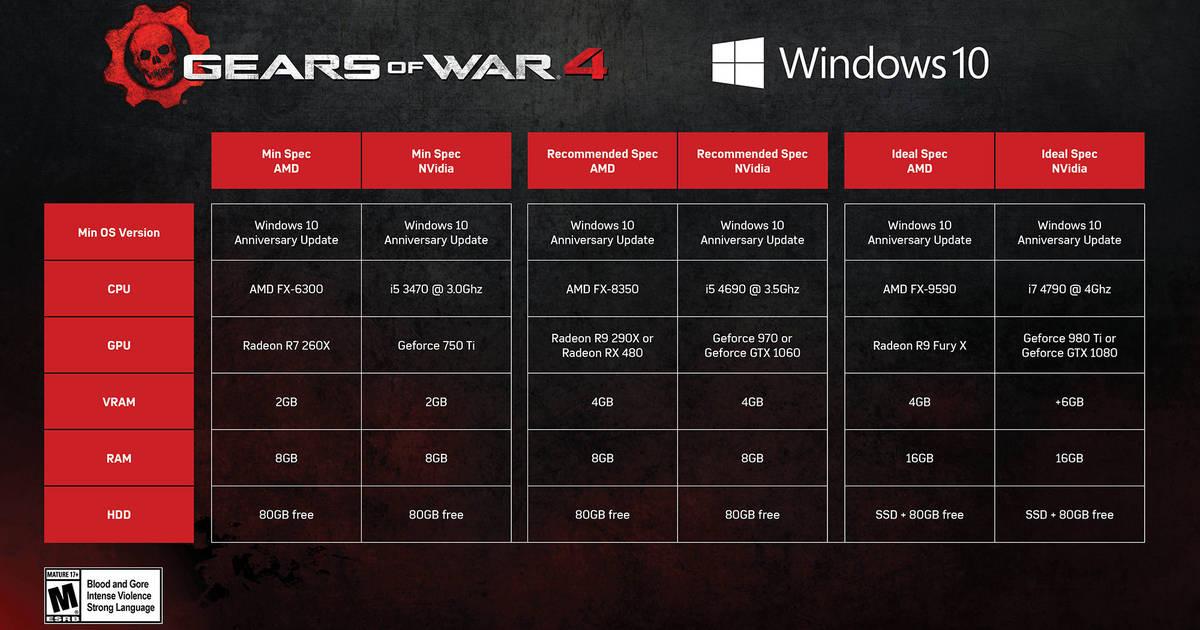 GEARS OF WAR 4
Windows 10
Min Spec
AMD
Min Spec
NVidia
Recommended Spec
AMD
Recommended Spec
NVidia
Ideal Spec
AMD
Ideal Spec
NVidia
Min OS Version
Windows 10
Anniversary Update
Windows 10
Anniversary Update
Windows 10
Anniversary Update
Windows 10
Anniversary Update
Windows 10
Anniversary Update
Windows 10
Anniversary Update
CPU
AMD FX-6300
i5 3470 @ 3.0Ghz
AMD FX-8350
i5 4690 @ 3.5Ghz
AMD FX-9590
i7 4790 @ 4Ghz
GPU
Radeon R7 260X
Geforce 750 Ti
Radeon R9 290X or
Radeon RX 480
Geforce 970 or
Geforce GTX 1060
Radeon R9 Fury X
Geforce 980 Ti or
Geforce GTX 1080
VRAM
2GB
2GB
4GB
4GB
4GB
+6GB
RAM
8GB
8GB
8GB
8GB
16GB
16GB
HDD
80GB free
80GB free
80GB free
80GB free
SSD + 80GB free
SSD + 80GB free
MATURE 17+
M
ESRB
Blood and Gore
Intense Violence
Strong Language